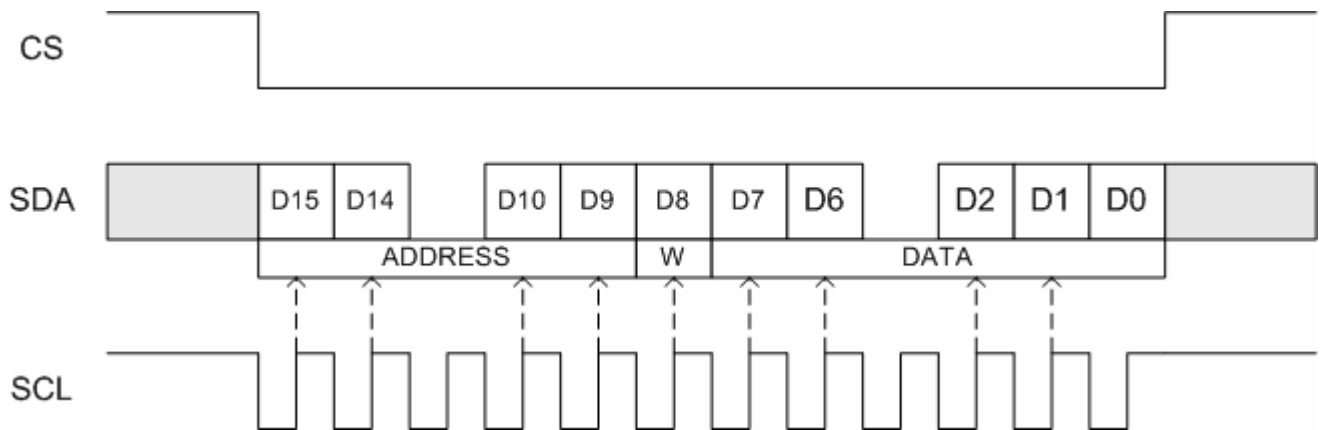 CS
SDA D15 D14 D10 D9 D8 D7 D6 D2 D1 D0
ADDRESS W DATA
SCL